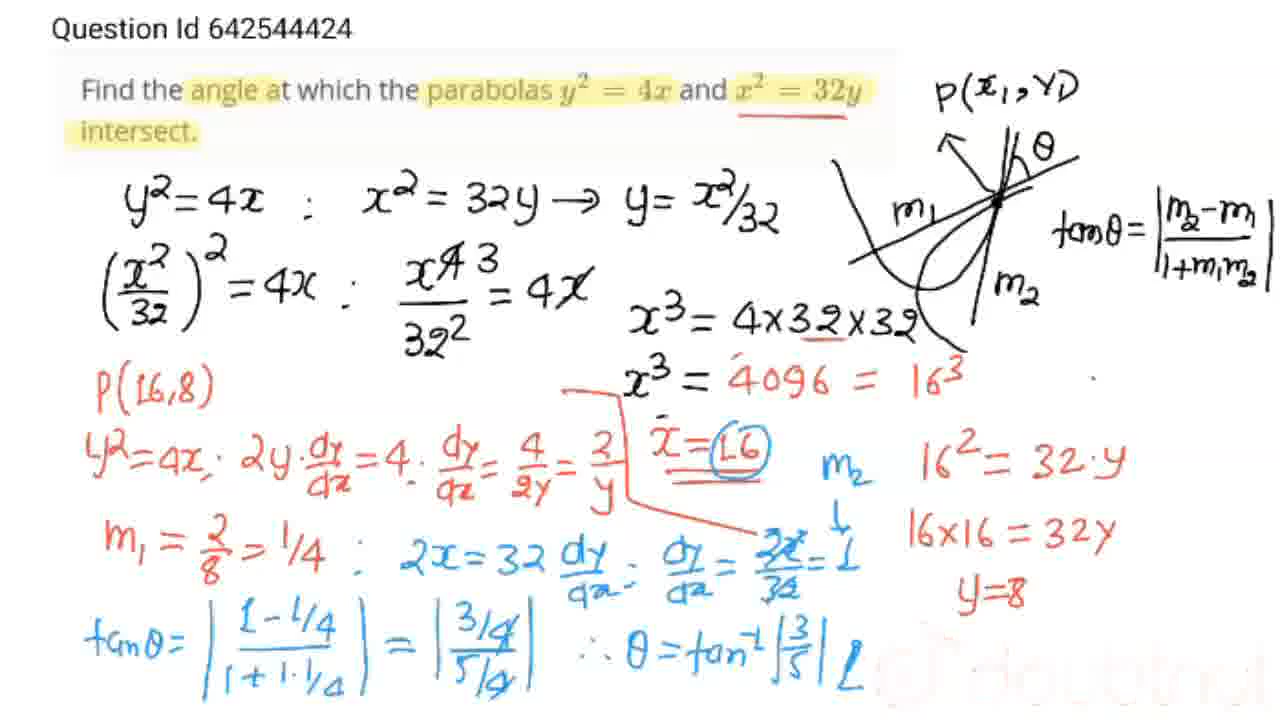 Question Id 642544424
Find the angle at which the parabolas y² = 4x and x² = 32y
intersect.
P(x₁, y₁)
θ
m₁
m₂
tanθ = |m₂ - m₁ / 1 + m₁m₂|
y² = 4x : x² = 32y → y = x²/32
(x²/32)² = 4x : x⁴ ³/32² = 4x
x³ = 4×32×32
x³ = 4096 = 16³
x = 16
P(16,8)
y² = 4x ; 2y · dy/dx = 4 . dy/dx = 4/2y = 2/y
m₂
↓
16² = 32·y
16×16 = 32y
y = 8
m₁ = 2/8 = 1/4 : 2x = 32 dy/dx : dy/dx = 2x/32 = 1
tanθ = |1 - 1/4 / 1 + 1·1/4| = |3/4 / 5/4| ∴ θ = tan⁻¹ |3/5|
doubtnut